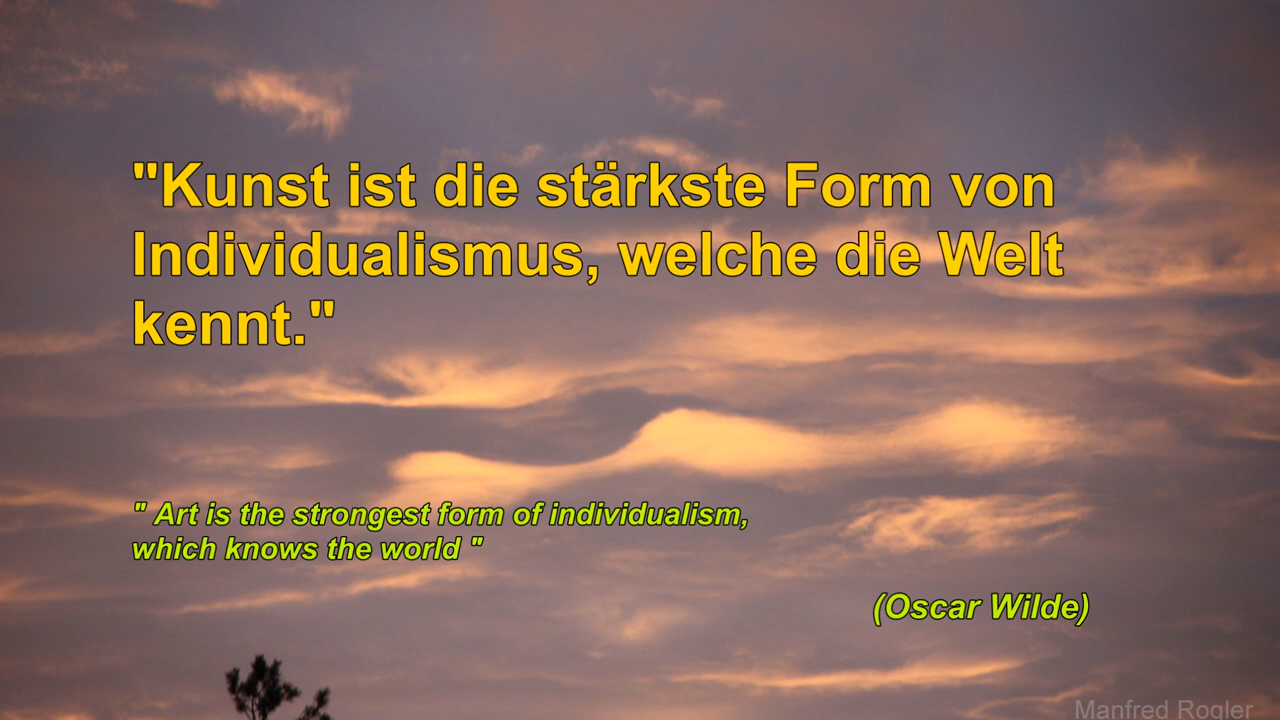 "Kunst ist die stärkste Form von
Individualismus, welche die Welt
kennt."
" Art is the strongest form of individualism,
which knows the world "
(Oscar Wilde)
Manfred Rogler